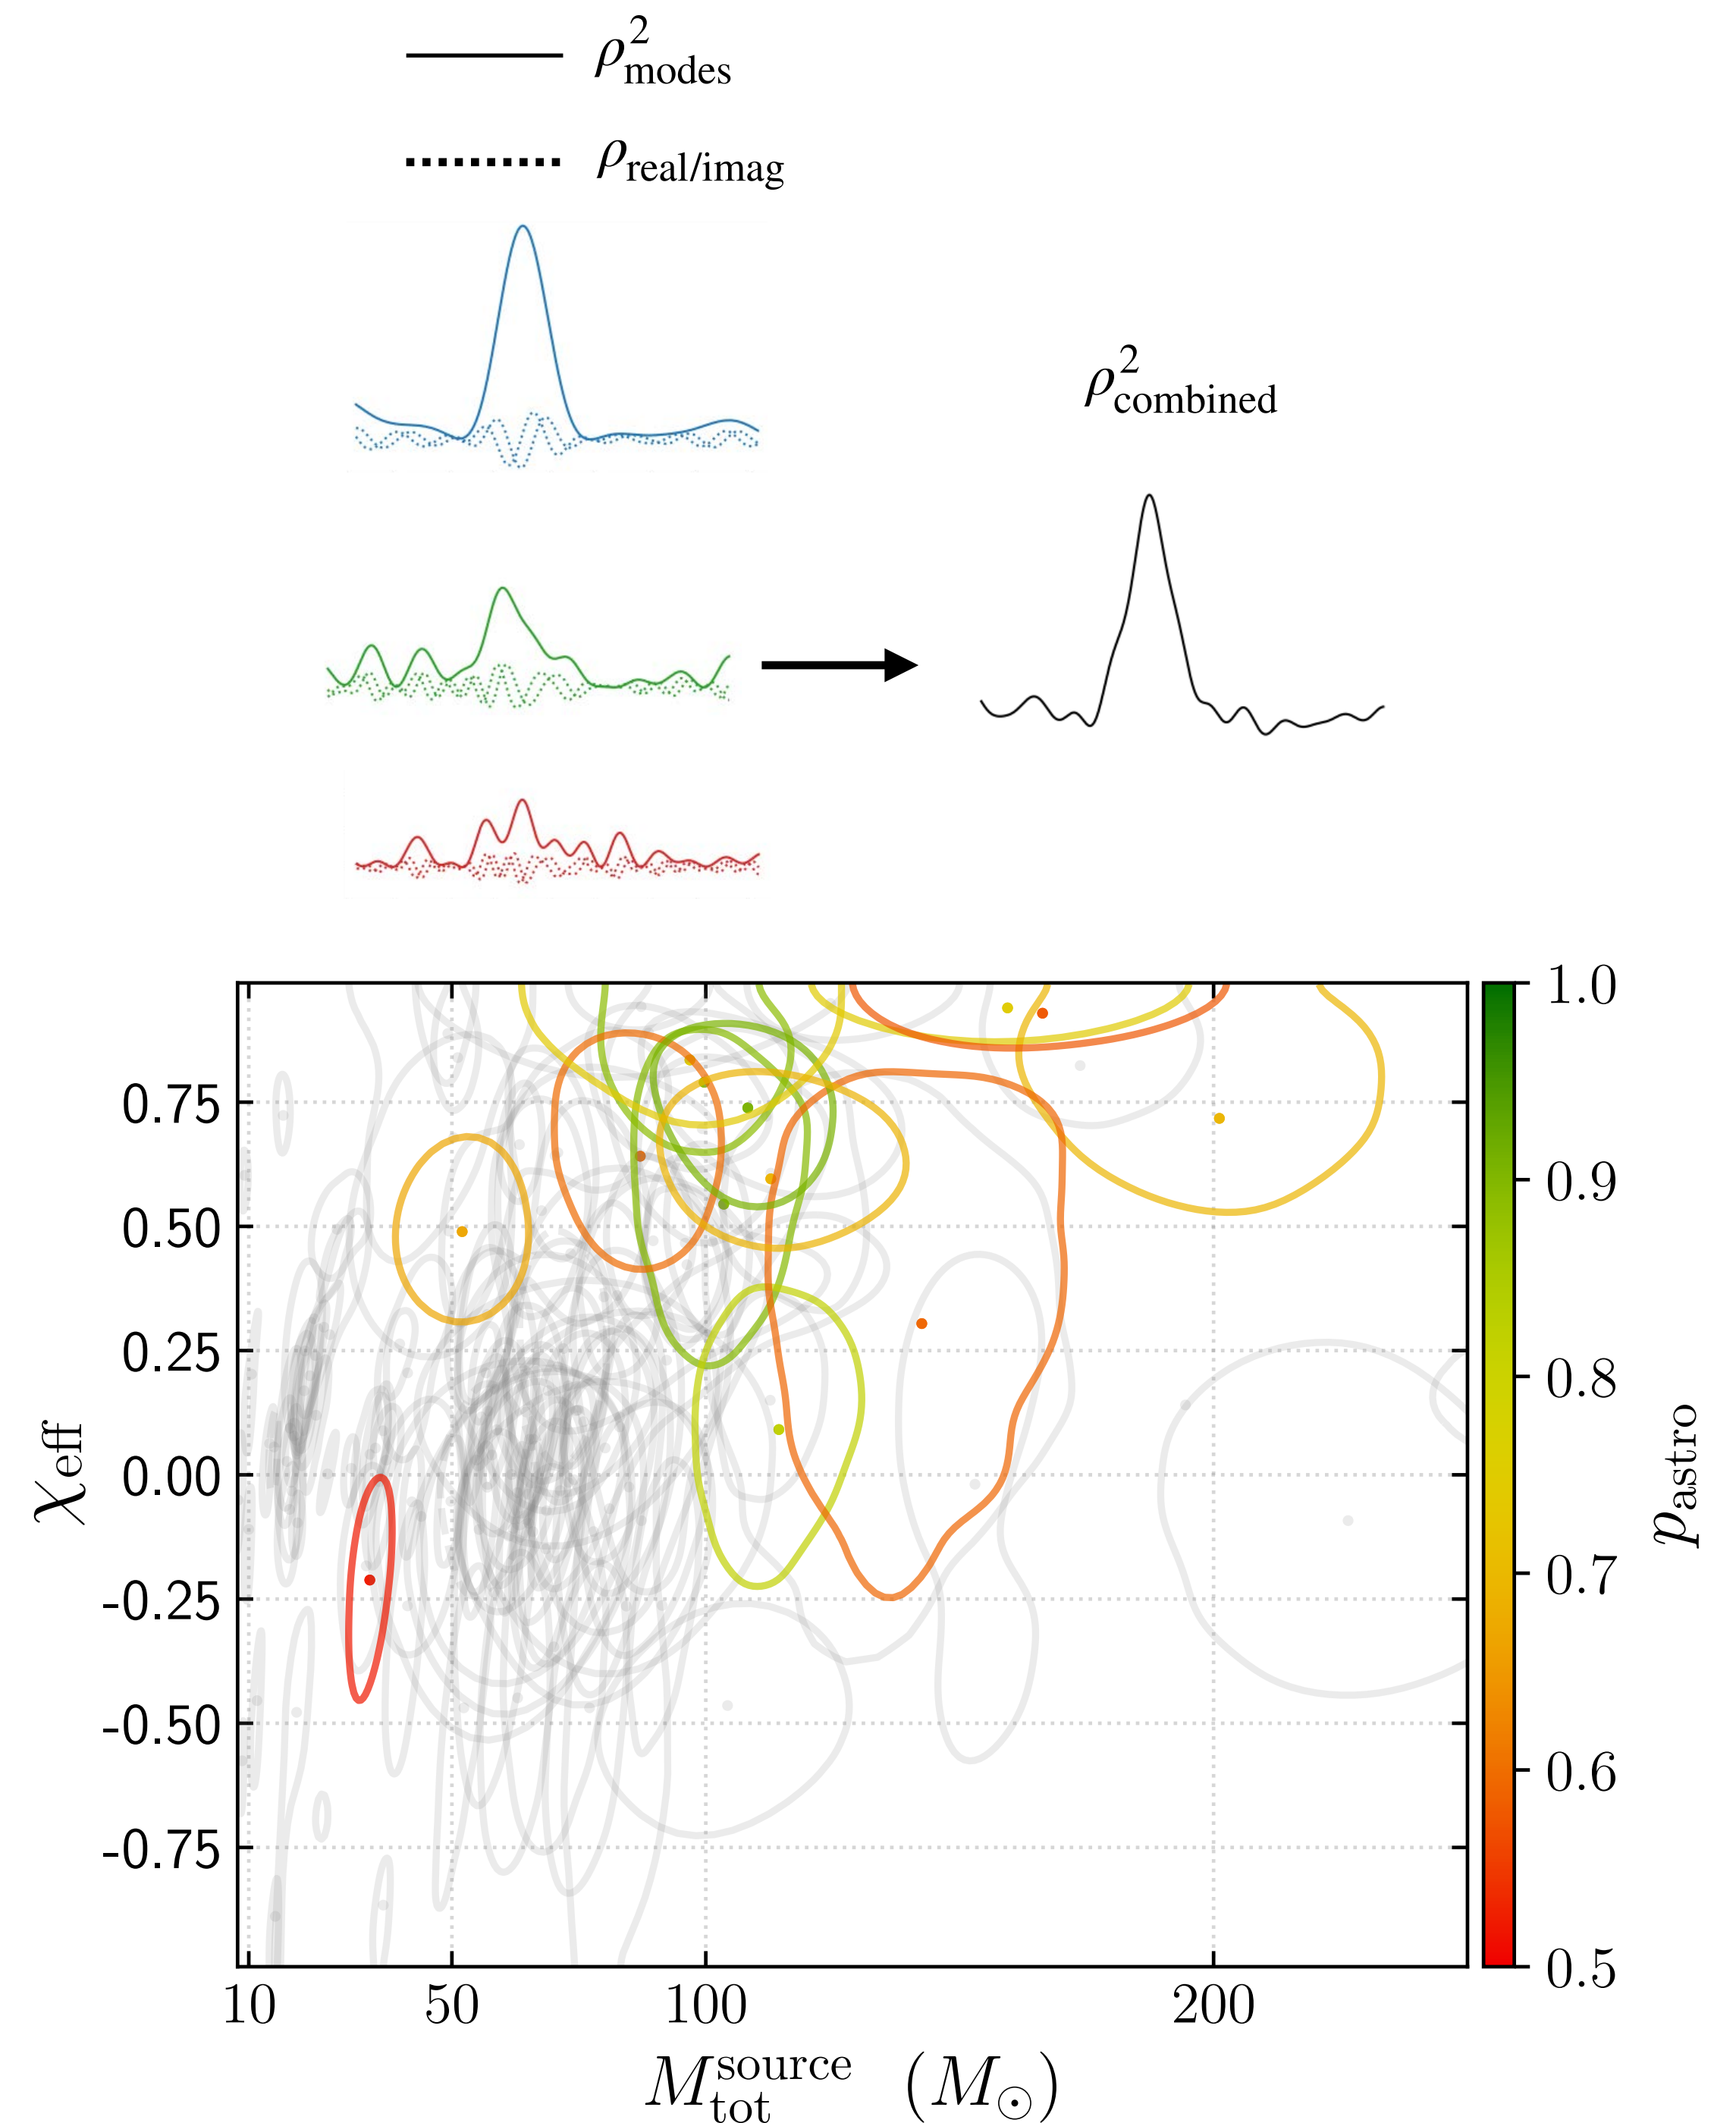 ρ²modes
ρreal/imag
ρ²combined
0.75
0.50
0.25
0.00
-0.25
-0.50
-0.75
χeff
10
50
100
200
M^source_tot (M⊙)
1.0
0.9
0.8
0.7
0.6
0.5
pastro